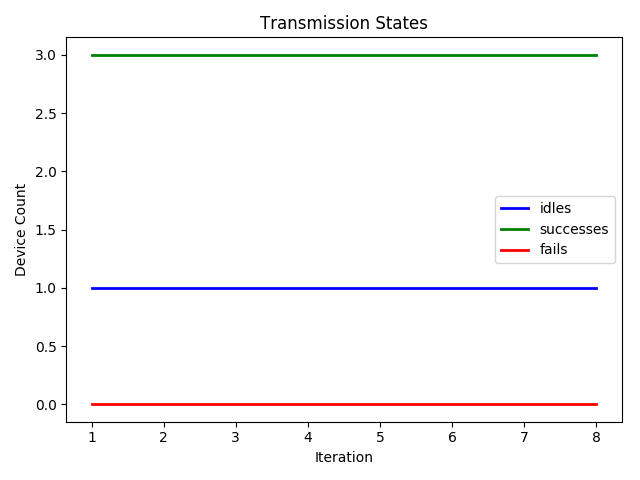 Transmission States
3.0
2.5
2.0
1.5
1.0
0.5
0.0
Device Count
idles
successes
fails
1 2 3 4 5 6 7 8
Iteration